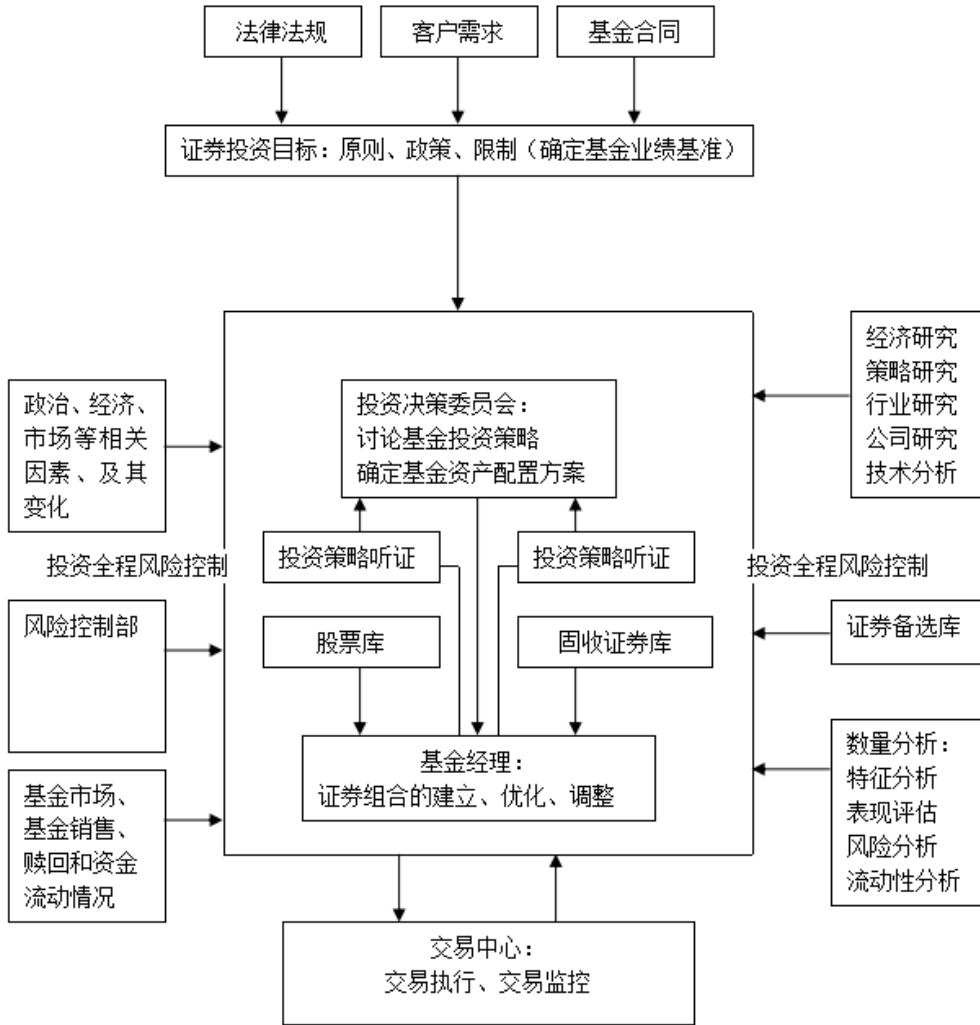 法律法规
客户需求
基金合同
证券投资目标：原则、政策、限制（确定基金业绩基准）
政治、经济、
市场等相关
因素、及其
变化
投资决策委员会：
讨论基金投资策略
确定基金资产配置方案
经济研究
策略研究
行业研究
公司研究
技术分析
投资策略听证
投资策略听证
投资全程风险控制
投资全程风险控制
风险控制部
股票库
固收证券库
证券备选库
基金经理：
证券组合的建立、优化、调整
基金市场、
基金销售、
赎回和资金
流动情况
数量分析：
特征分析
表现评估
风险分析
流动性分析
交易中心：
交易执行、交易监控